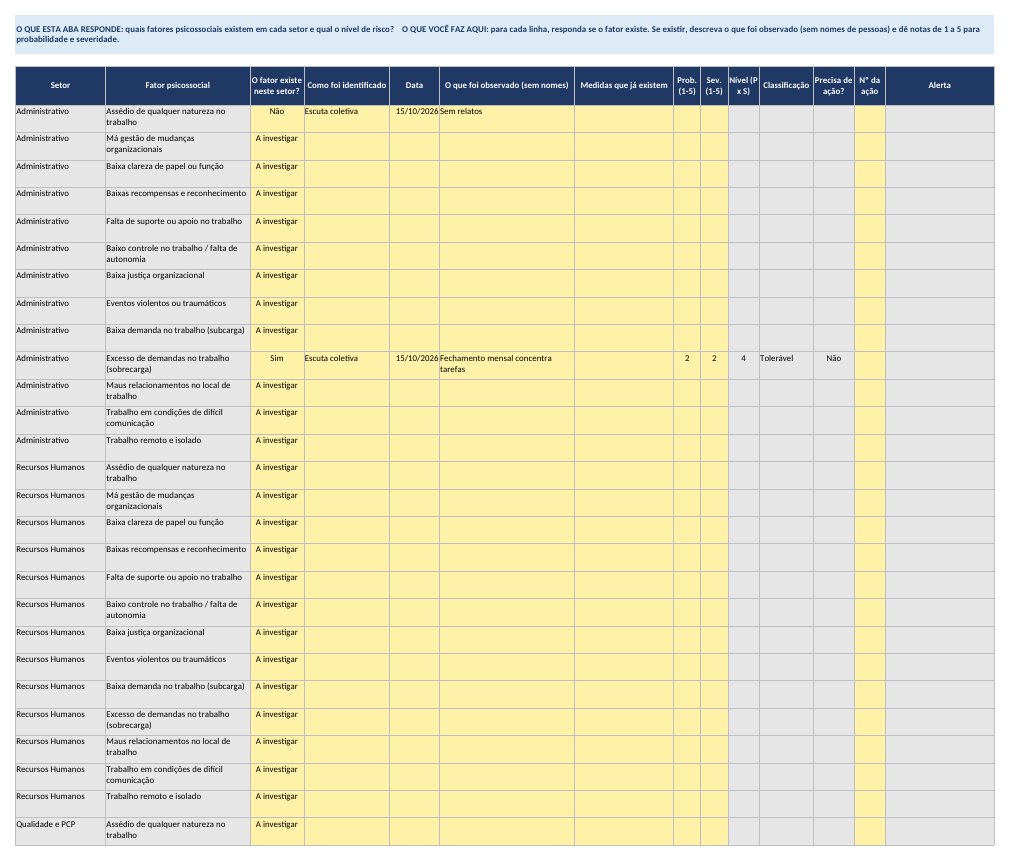 O QUE ESTA ABA RESPONDE: quais fatores psicossociais existem em cada setor e qual o nível de risco? O QUE VOCÊ FAZ AQUI: para cada linha, responda se o fator existe. Se existir, descreva o que foi observado (sem nomes de pessoas) e dê notas de 1 a 5 para
probabilidade e severidade.
Setor Fator psicossocial O fator existe neste setor? Como foi identificado Data O que foi observado (sem nomes) Medidas que já existem Prob. (1-5) Sev. (1-5) Nível (P x S) Classificação Precisa de ação? Nº da ação Alerta
Administrativo Assédio de qualquer natureza no trabalho Não Escuta coletiva 15/10/2026 Sem relatos
Administrativo Má gestão de mudanças organizacionais A investigar
Administrativo Baixa clareza de papel ou função A investigar
Administrativo Baixas recompensas e reconhecimento A investigar
Administrativo Falta de suporte ou apoio no trabalho A investigar
Administrativo Baixo controle no trabalho / falta de autonomia A investigar
Administrativo Baixa justiça organizacional A investigar
Administrativo Eventos violentos ou traumáticos A investigar
Administrativo Baixa demanda no trabalho (subcarga) A investigar
Administrativo Excesso de demandas no trabalho (sobrecarga) Sim Escuta coletiva 15/10/2026 Fechamento mensal concentra tarefas 2 2 4 Tolerável Não
Administrativo Maus relacionamentos no local de trabalho A investigar
Administrativo Trabalho em condições de difícil comunicação A investigar
Administrativo Trabalho remoto e isolado A investigar
Recursos Humanos Assédio de qualquer natureza no trabalho A investigar
Recursos Humanos Má gestão de mudanças organizacionais A investigar
Recursos Humanos Baixa clareza de papel ou função A investigar
Recursos Humanos Baixas recompensas e reconhecimento A investigar
Recursos Humanos Falta de suporte ou apoio no trabalho A investigar
Recursos Humanos Baixo controle no trabalho / falta de autonomia A investigar
Recursos Humanos Baixa justiça organizacional A investigar
Recursos Humanos Eventos violentos ou traumáticos A investigar
Recursos Humanos Baixa demanda no trabalho (subcarga) A investigar
Recursos Humanos Excesso de demandas no trabalho (sobrecarga) A investigar
Recursos Humanos Maus relacionamentos no local de trabalho A investigar
Recursos Humanos Trabalho em condições de difícil comunicação A investigar
Recursos Humanos Trabalho remoto e isolado A investigar
Qualidade e PCP Assédio de qualquer natureza no trabalho A investigar